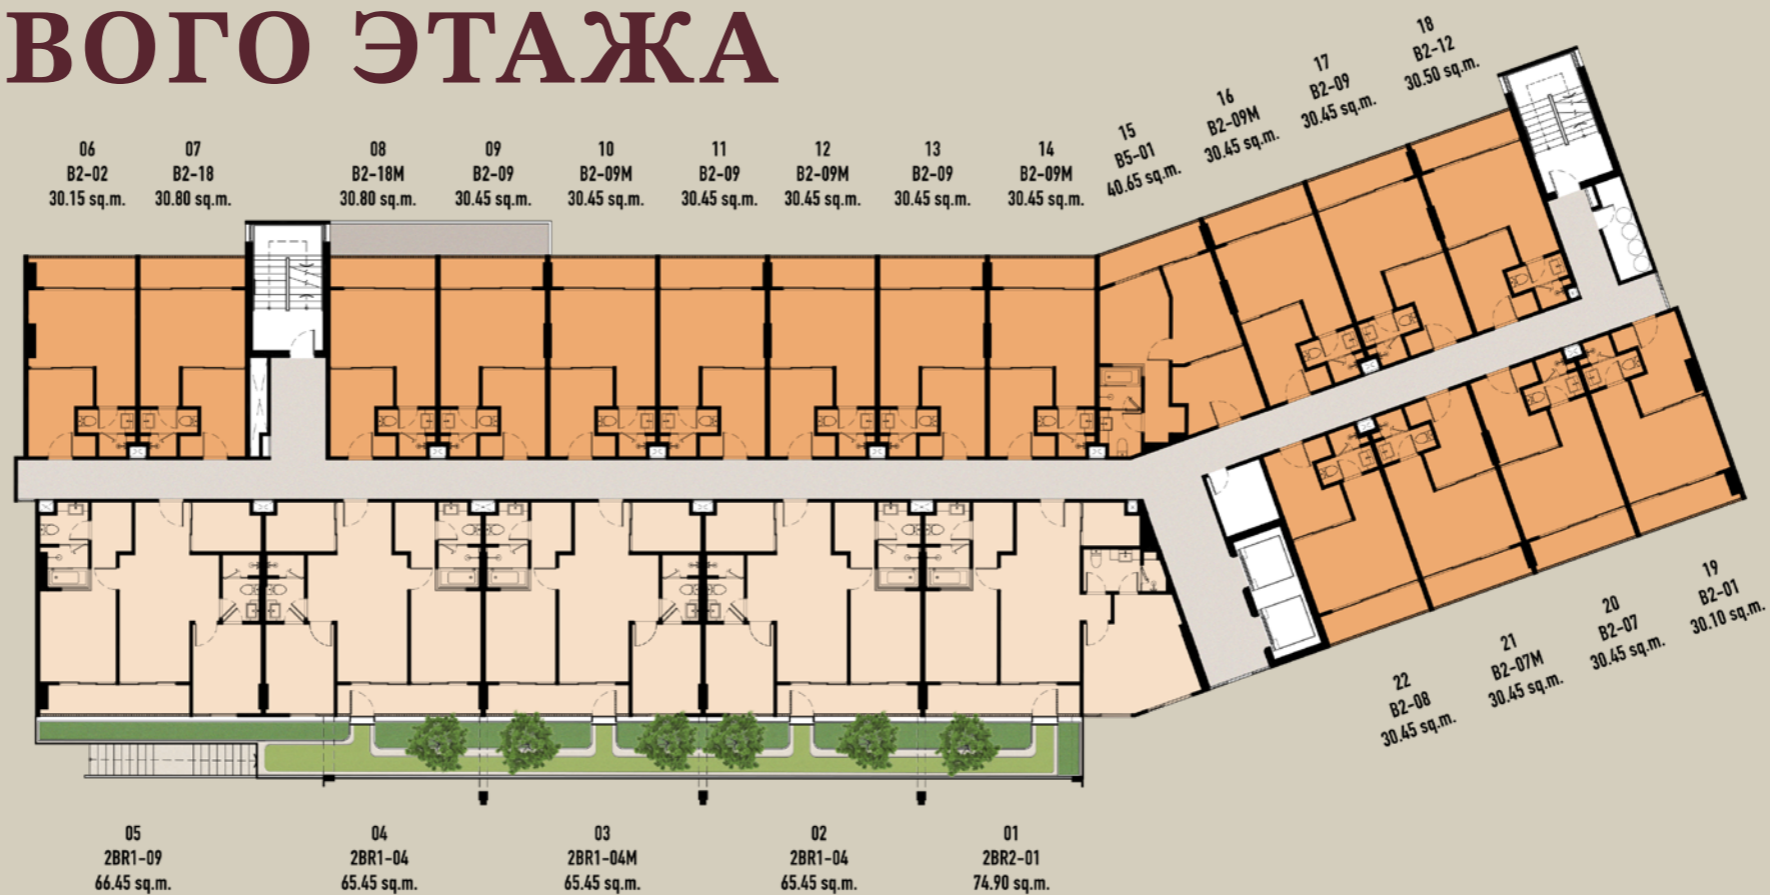 ВОГО ЭТАЖА
06
B2-02
30.15 sq.m.
07
B2-18
30.80 sq.m.
08
B2-18M
30.80 sq.m.
09
B2-09
30.45 sq.m.
10
B2-09M
30.45 sq.m.
11
B2-09
30.45 sq.m.
12
B2-09M
30.45 sq.m.
13
B2-09
30.45 sq.m.
14
B2-09M
30.45 sq.m.
15
B5-01
40.65 sq.m.
16
B2-09M
30.45 sq.m.
17
B2-09
30.45 sq.m.
18
B2-12
30.50 sq.m.
19
B2-01
30.10 sq.m.
20
B2-07
30.45 sq.m.
21
B2-07M
30.45 sq.m.
22
B2-08
30.45 sq.m.
05
2BR1-09
66.45 sq.m.
04
2BR1-04
65.45 sq.m.
03
2BR1-04M
65.45 sq.m.
02
2BR1-04
65.45 sq.m.
01
2BR2-01
74.90 sq.m.